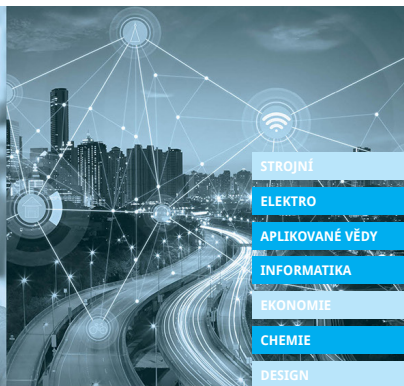 STROJNÍ
ELEKTRO
APLIKOVANÉ VĚDY
INFORMATIKA
EKONOMIE
CHEMIE
DESIGN